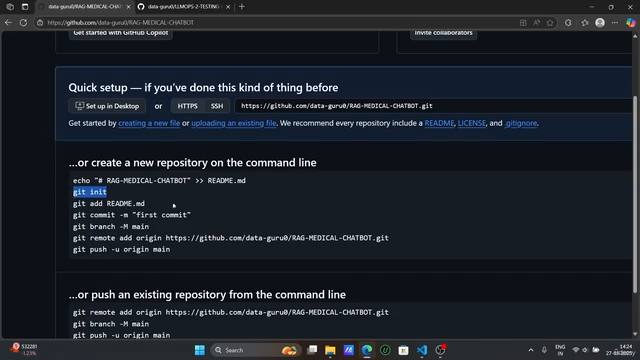 data-guru0/RAG-MEDICAL-CHATBOT
data-guru0/LLMOPS-2-TESTING
https://github.com/data-guru0/RAG-MEDICAL-CHATBOT
Get started with GitHub Copilot
Invite collaborators
Quick setup — if you've done this kind of thing before
Set up in Desktop or HTTPS SSH https://github.com/data-guru0/RAG-MEDICAL-CHATBOT.git
Get started by creating a new file or uploading an existing file. We recommend every repository include a README, LICENSE, and .gitignore.
...or create a new repository on the command line
echo "# RAG-MEDICAL-CHATBOT" >> README.md
git init
git add README.md
git commit -m "first commit"
git branch -M main
git remote add origin https://github.com/data-guru0/RAG-MEDICAL-CHATBOT.git
git push -u origin main
...or push an existing repository from the command line
git remote add origin https://github.com/data-guru0/RAG-MEDICAL-CHATBOT.git
git branch -M main
git push -u origin main
532281
-1.23%
Search
ENG
IN
14:24
27-08-2025